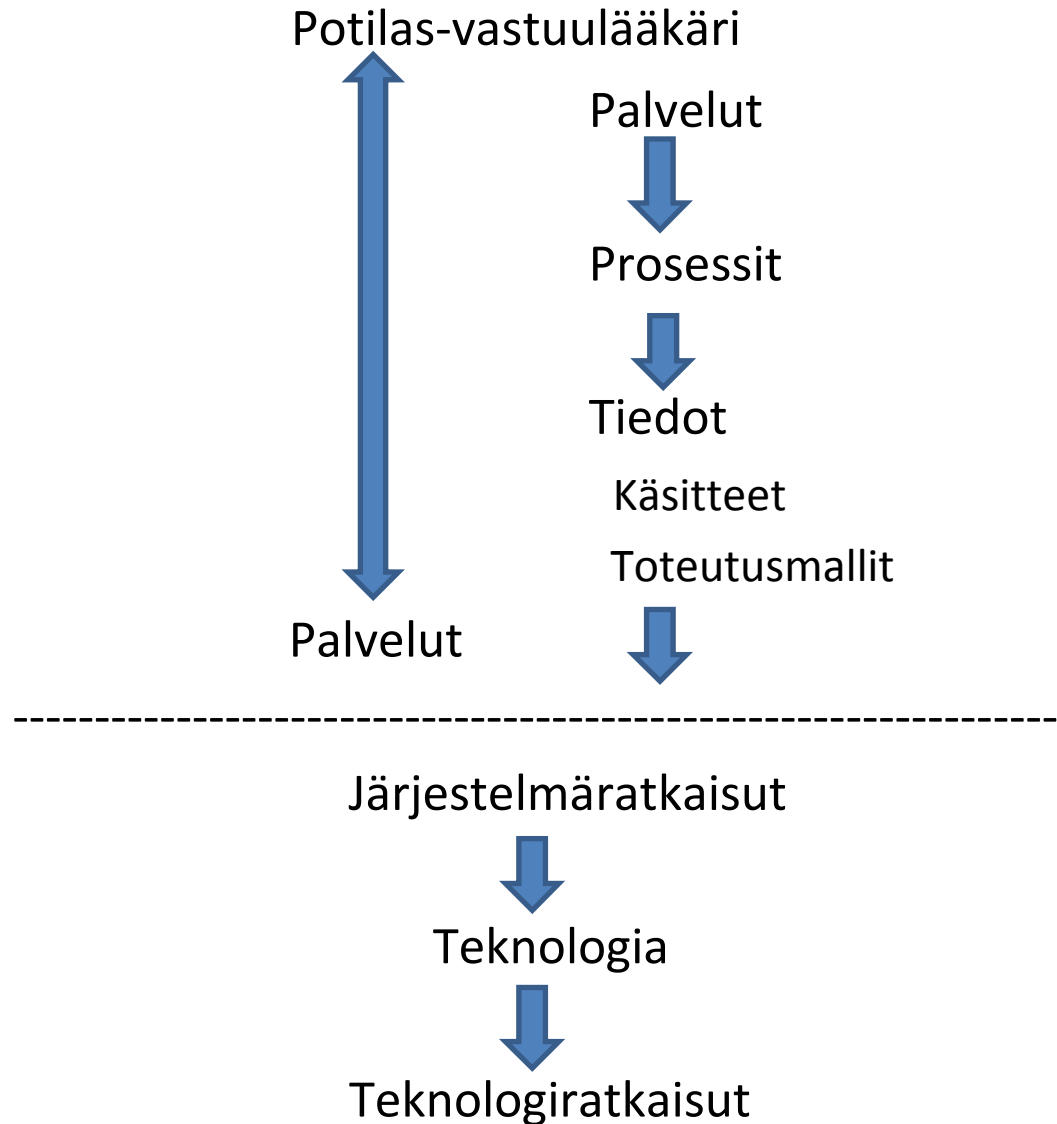 Potilas-vastuulääkäri
Palvelut
Prosessit
Tiedot
Käsitteet
Toteutusmallit
Palvelut
Järjestelmäratkaisut
Teknologia
Teknologiratkaisut